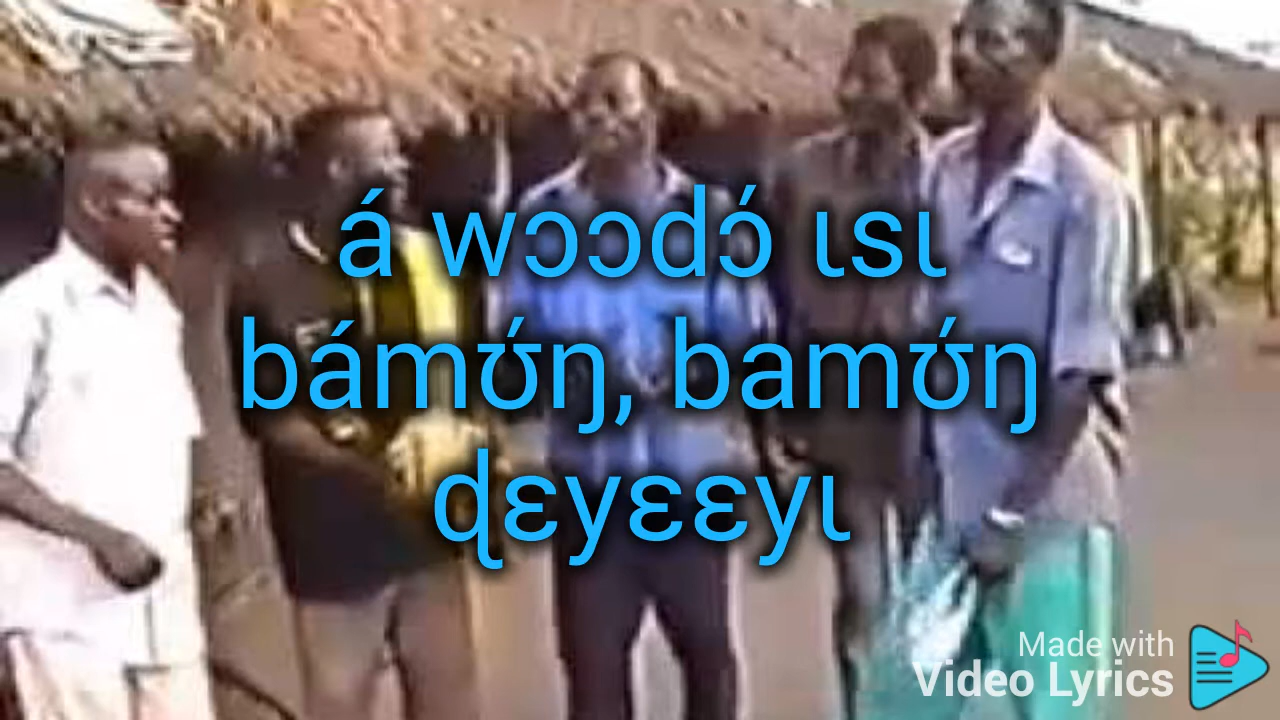 á wɔɔdɔ́ ɩsɩ
bámʊ́ŋ, bamʊ́ŋ
ɖɛyɛɛyɩ
Made with
Video Lyrics